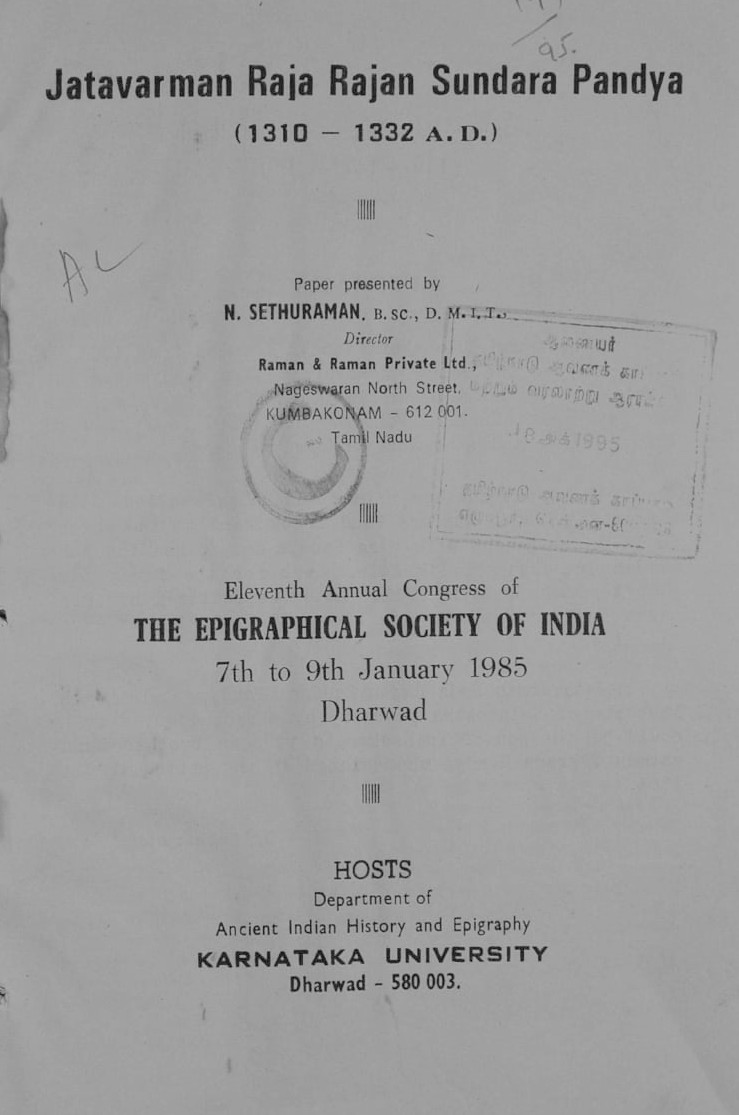 95.
Jatavarman Raja Rajan Sundara Pandya
(1310 – 1332 A. D.)
AL
Paper presented by
N. SETHURAMAN, B. SC., D. M. I. T.,
Director
Raman & Raman Private Ltd.,
Nageswaran North Street,
KUMBAKONAM – 612 001.
Tamil Nadu
1995
Eleventh Annual Congress of
THE EPIGRAPHICAL SOCIETY OF INDIA
7th to 9th January 1985
Dharwad
HOSTS
Department of
Ancient Indian History and Epigraphy
KARNATAKA UNIVERSITY
Dharwad – 580 003.